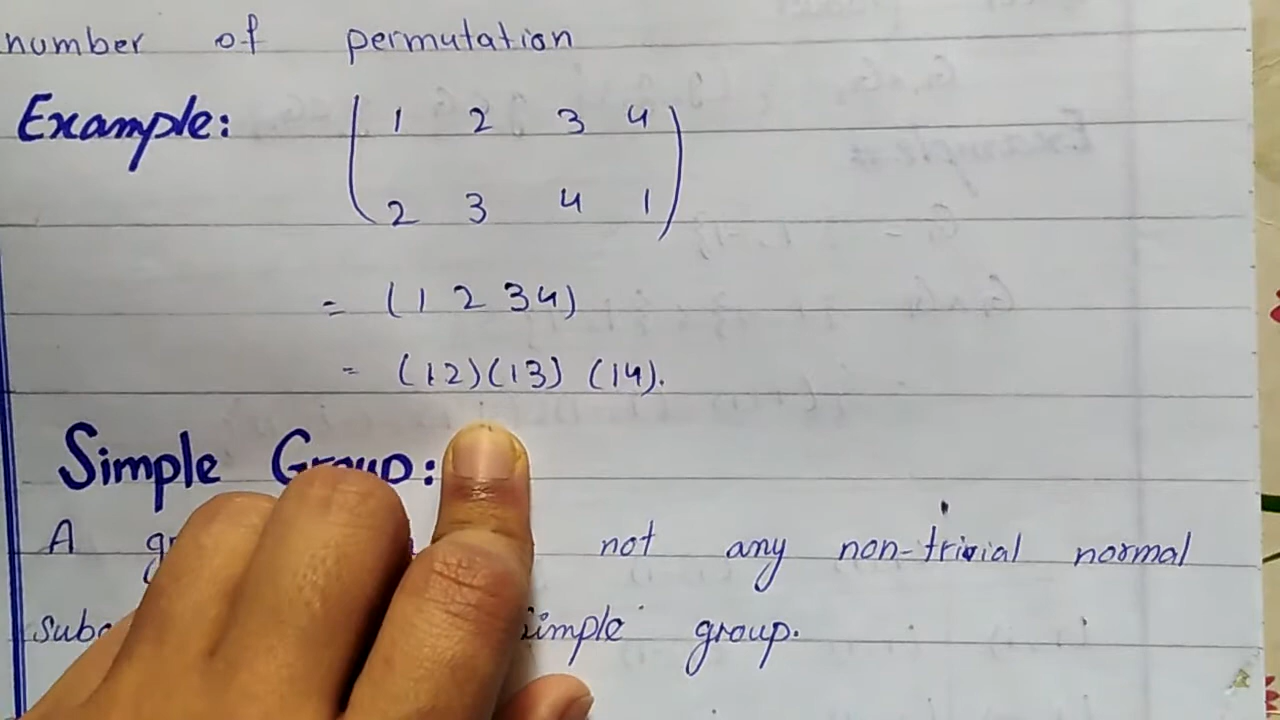 number of permutation
Example: ( 1 2 3 4
2 3 4 1 )
= (1 2 3 4)
= (12)(13) (14).
Simple Group:
A not any non-trivial normal
simple group.